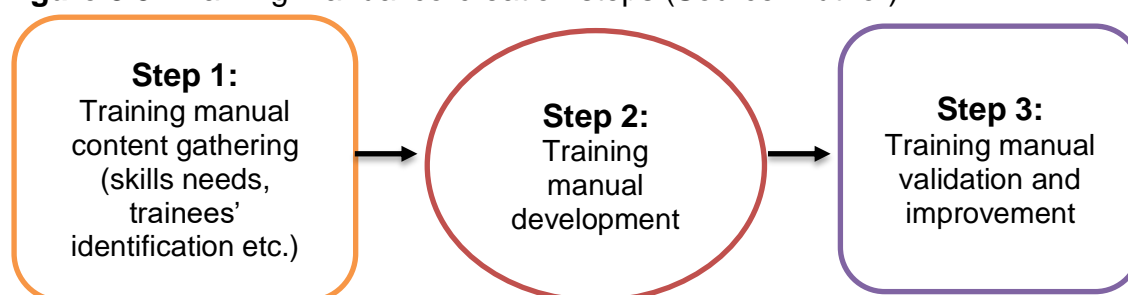 Step 1:
Training manual
content gathering
(skills needs,
trainees’
identification etc.)
Step 2:
Training
manual
development
Step 3:
Training manual
validation and
improvement